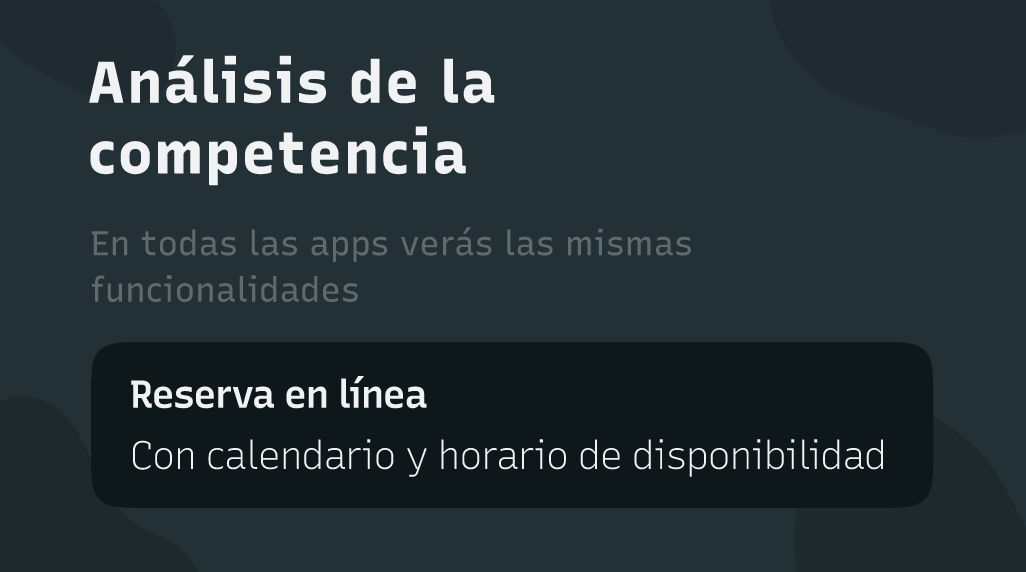 Análisis de la
competencia
En todas las apps verás las mismas
funcionalidades
Reserva en línea
Con calendario y horario de disponibilidad